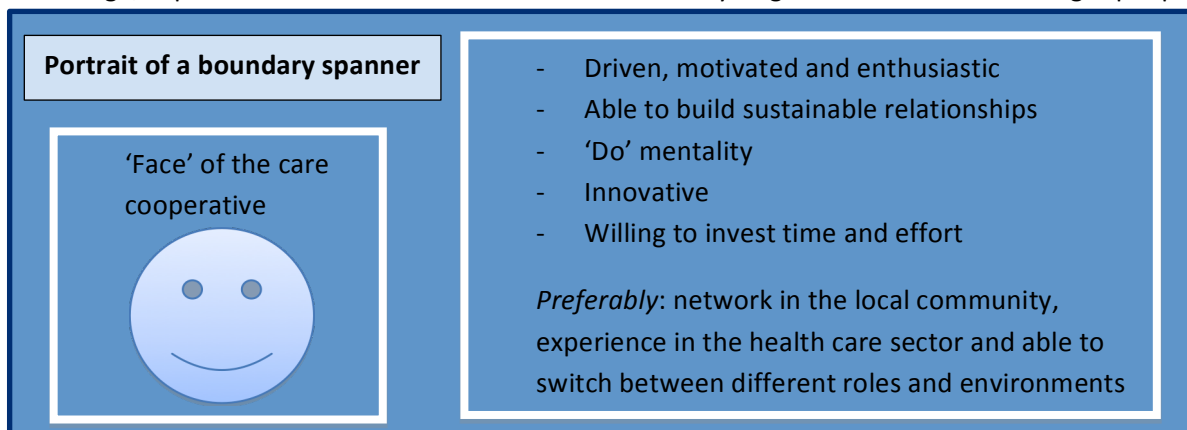 Portrait of a boundary spanner
'Face' of the care
cooperative
- Driven, motivated and enthusiastic
- Able to build sustainable relationships
- 'Do' mentality
- Innovative
- Willing to invest time and effort
Preferably: network in the local community,
experience in the health care sector and able to
switch between different roles and environments